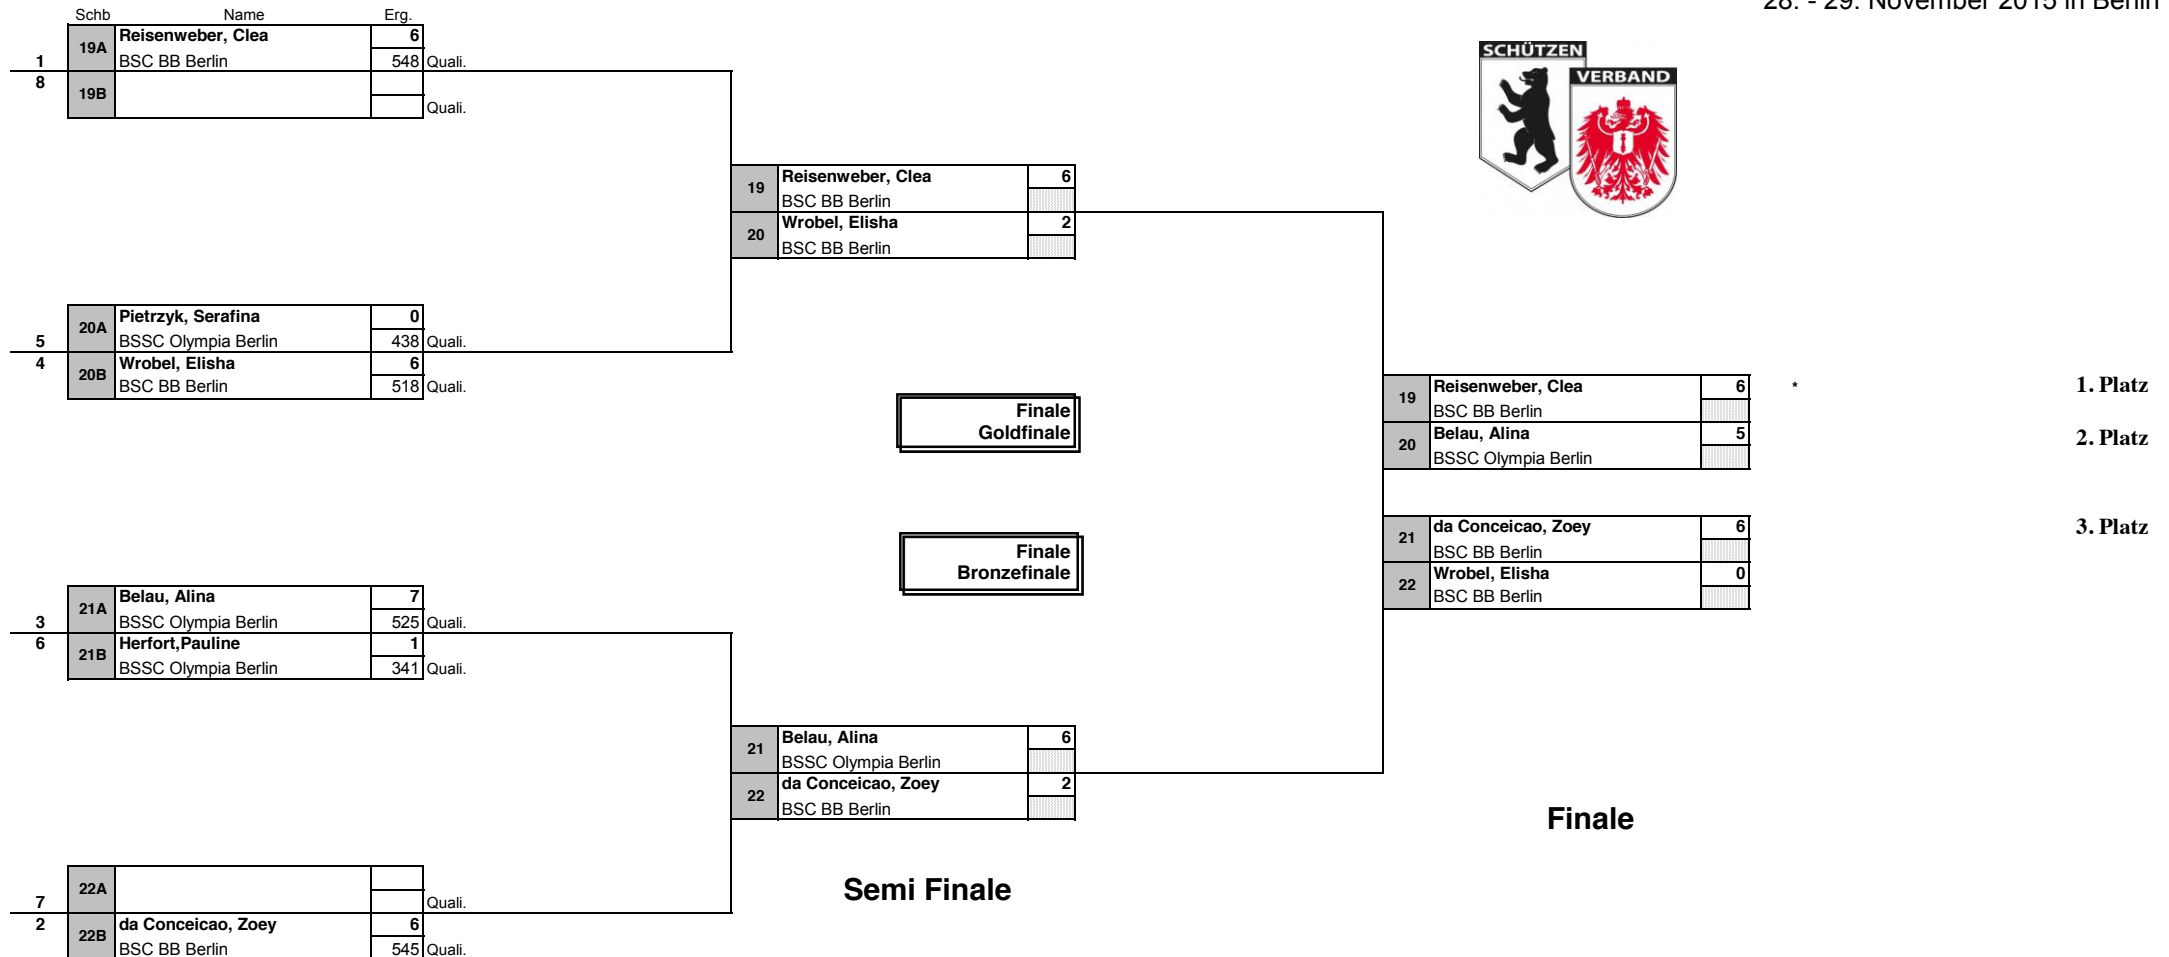 28. - 29. November 2015 in Berlin
Schb Name Erg.
19A Reisenweber, Clea 6
1 BSC BB Berlin 548 Quali.
8 19B
Quali.
SCHÜTZEN
VERBAND
19 Reisenweber, Clea 6
BSC BB Berlin
20 Wrobel, Elisha 2
BSC BB Berlin
20A Pietrzyk, Serafina 0
5 BSSC Olympia Berlin 438 Quali.
4 20B Wrobel, Elisha 6
BSC BB Berlin 518 Quali.
Finale
Goldfinale
19 Reisenweber, Clea 6 * 1. Platz
BSC BB Berlin
20 Belau, Alina 5 2. Platz
BSSC Olympia Berlin
Finale
Bronzefinale
21 da Conceicao, Zoey 6 3. Platz
BSC BB Berlin
22 Wrobel, Elisha 0
BSC BB Berlin
21A Belau, Alina 7
3 BSSC Olympia Berlin 525 Quali.
6 21B Herfort,Pauline 1
BSSC Olympia Berlin 341 Quali.
21 Belau, Alina 6
BSSC Olympia Berlin
22 da Conceicao, Zoey 2
BSC BB Berlin
Finale
Semi Finale
22A
7 Quali.
2 22B da Conceicao, Zoey 6
BSC BB Berlin 545 Quali.